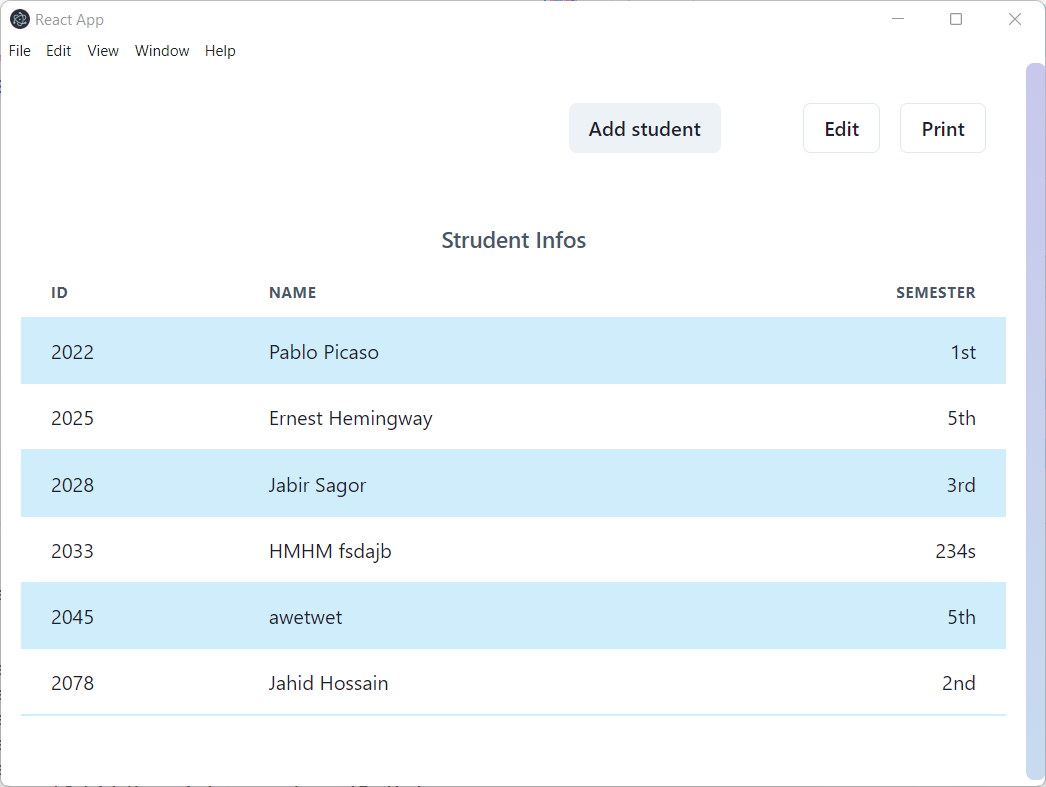 React App
File Edit View Window Help
Add student Edit Print
Strudent Infos
ID NAME SEMESTER
2022 Pablo Picaso 1st
2025 Ernest Hemingway 5th
2028 Jabir Sagor 3rd
2033 HMHM fsdajb 234s
2045 awetwet 5th
2078 Jahid Hossain 2nd